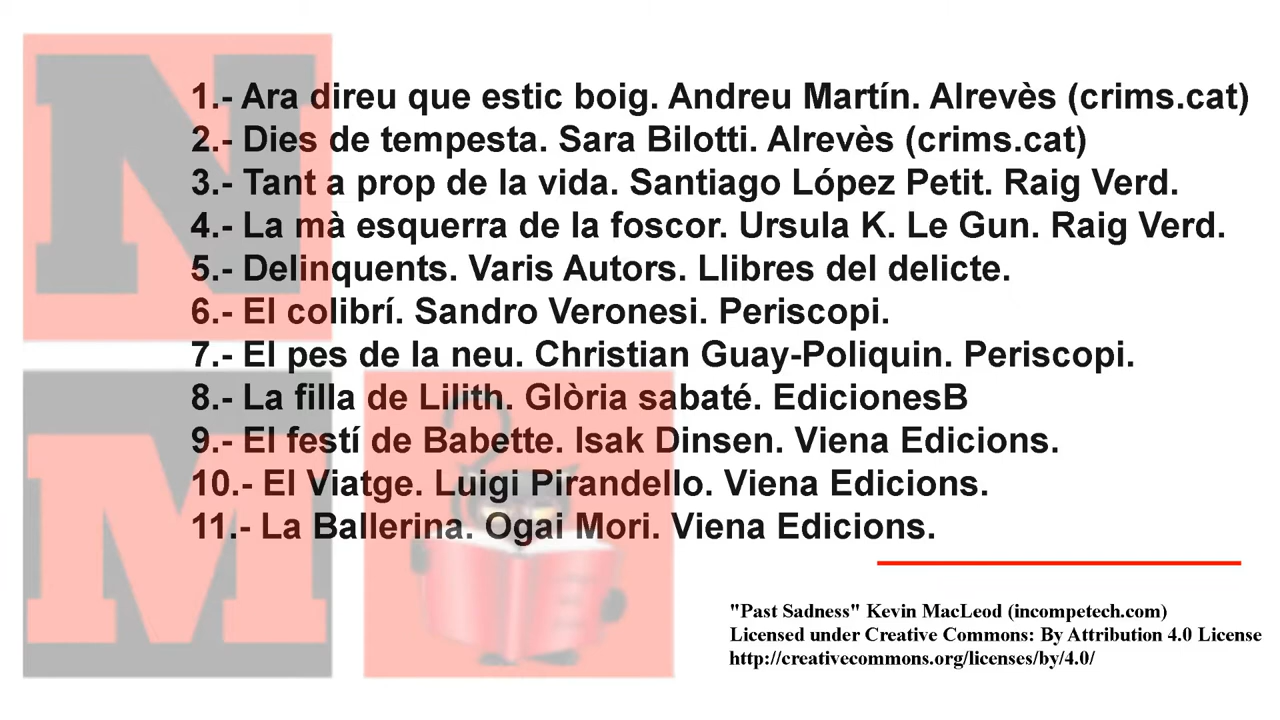 1.- Ara direu que estic boig. Andreu Martín. Alrevès (crims.cat)
2.- Dies de tempesta. Sara Bilotti. Alrevès (crims.cat)
3.- Tant a prop de la vida. Santiago López Petit. Raig Verd.
4.- La mà esquerra de la foscor. Ursula K. Le Gun. Raig Verd.
5.- Delinquents. Varis Autors. Llibres del delicte.
6.- El colibrí. Sandro Veronesi. Periscopi.
7.- El pes de la neu. Christian Guay-Poliquin. Periscopi.
8.- La filla de Lilith. Glòria sabaté. EdicionesB
9.- El festí de Babette. Isak Dinsen. Viena Edicions.
10.- El Viatge. Luigi Pirandello. Viena Edicions.
11.- La Ballerina. Ogai Mori. Viena Edicions.
"Past Sadness" Kevin MacLeod (incompetech.com)
Licensed under Creative Commons: By Attribution 4.0 License
http://creativecommons.org/licenses/by/4.0/
N
M